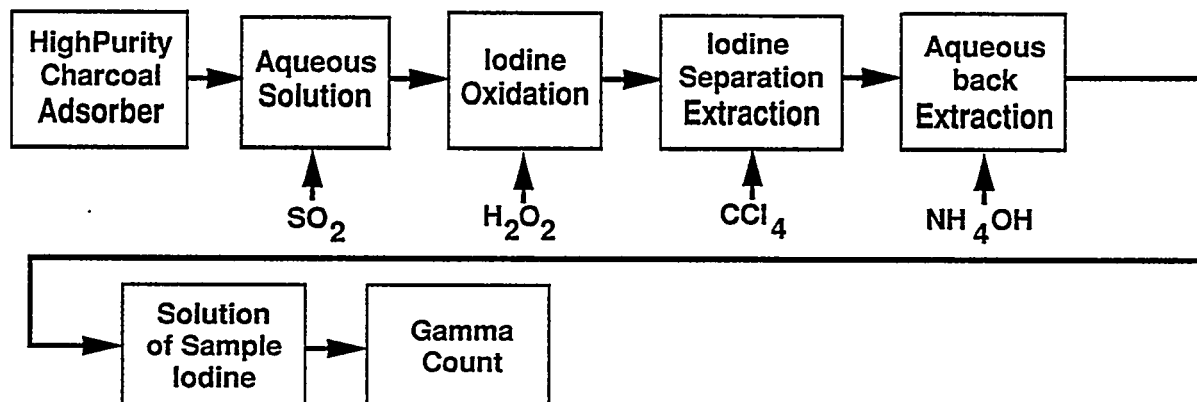 HighPurity
Charcoal
Adsorber
Aqueous
Solution
Iodine
Oxidation
Iodine
Separation
Extraction
Aqueous
back
Extraction
SO2
H2O2
CCl4
NH4OH
Solution
of Sample
Iodine
Gamma
Count